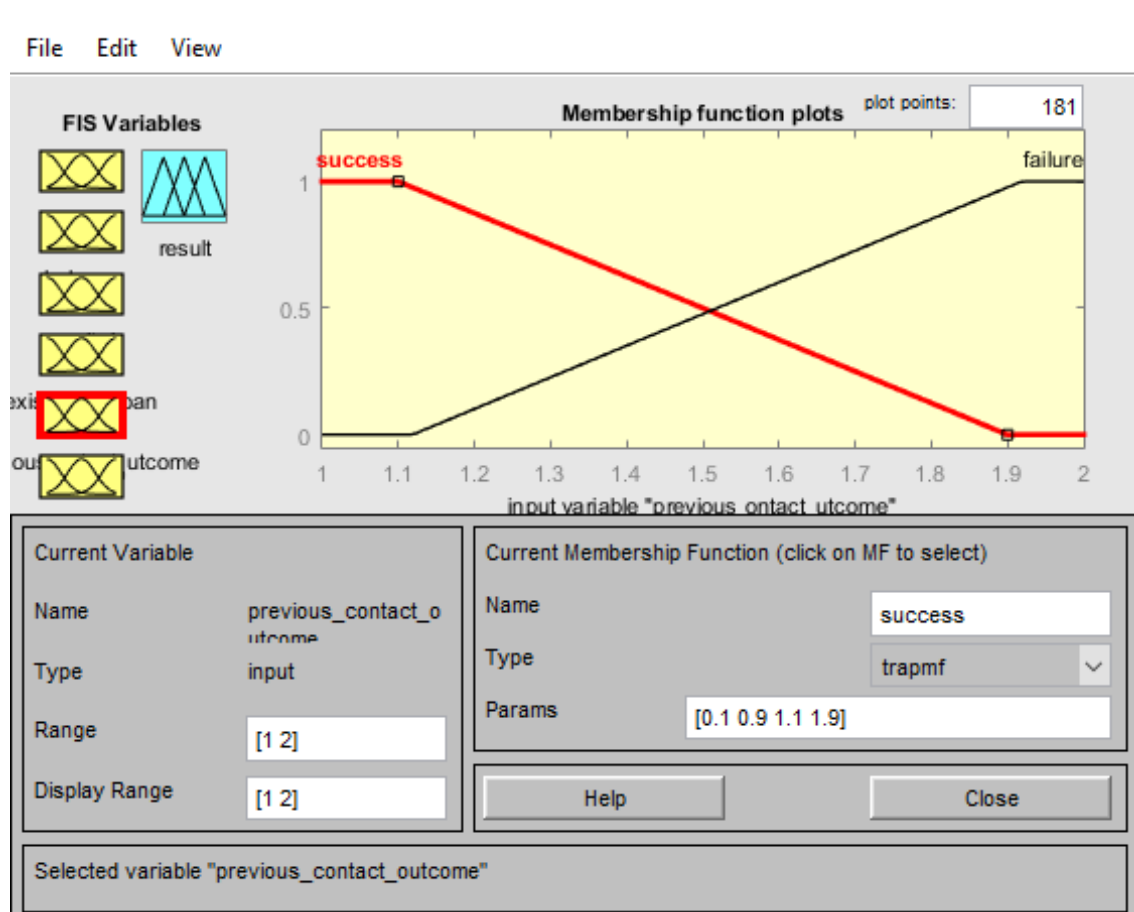 File Edit View
FIS Variables
Membership function plots
plot points:
181
result
success
failure
1
0.5
0
1 1.1 1.2 1.3 1.4 1.5 1.6 1.7 1.8 1.9 2
input variable "previous ontact utcome"
exis pan
ou utcome
Current Variable
Name previous_contact_o
utcome
Type input
Range [1 2]
Display Range [1 2]
Current Membership Function (click on MF to select)
Name success
Type trapmf
Params [0.1 0.9 1.1 1.9]
Help Close
Selected variable "previous_contact_outcome"